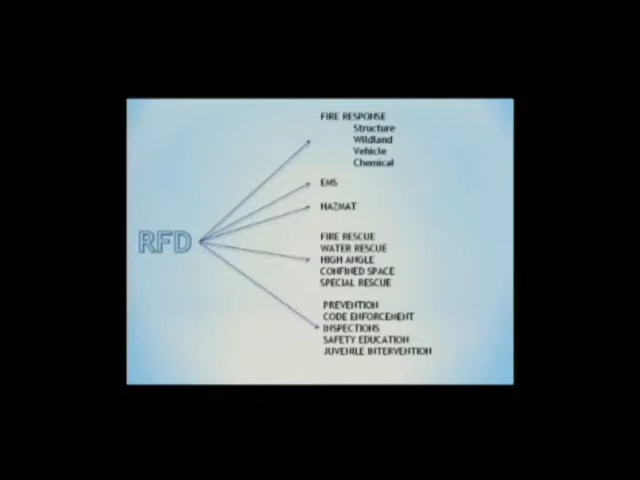 FIRE RESPONSE
Structure
Wildland
Vehicle
Chemical
EMS
HAZMAT
RFD
FIRE RESCUE
WATER RESCUE
HIGH ANGLE
CONFINED SPACE
SPECIAL RESCUE
PREVENTION
CODE ENFORCEMENT
INSPECTIONS
SAFETY EDUCATION
JUVENILE INTERVENTION